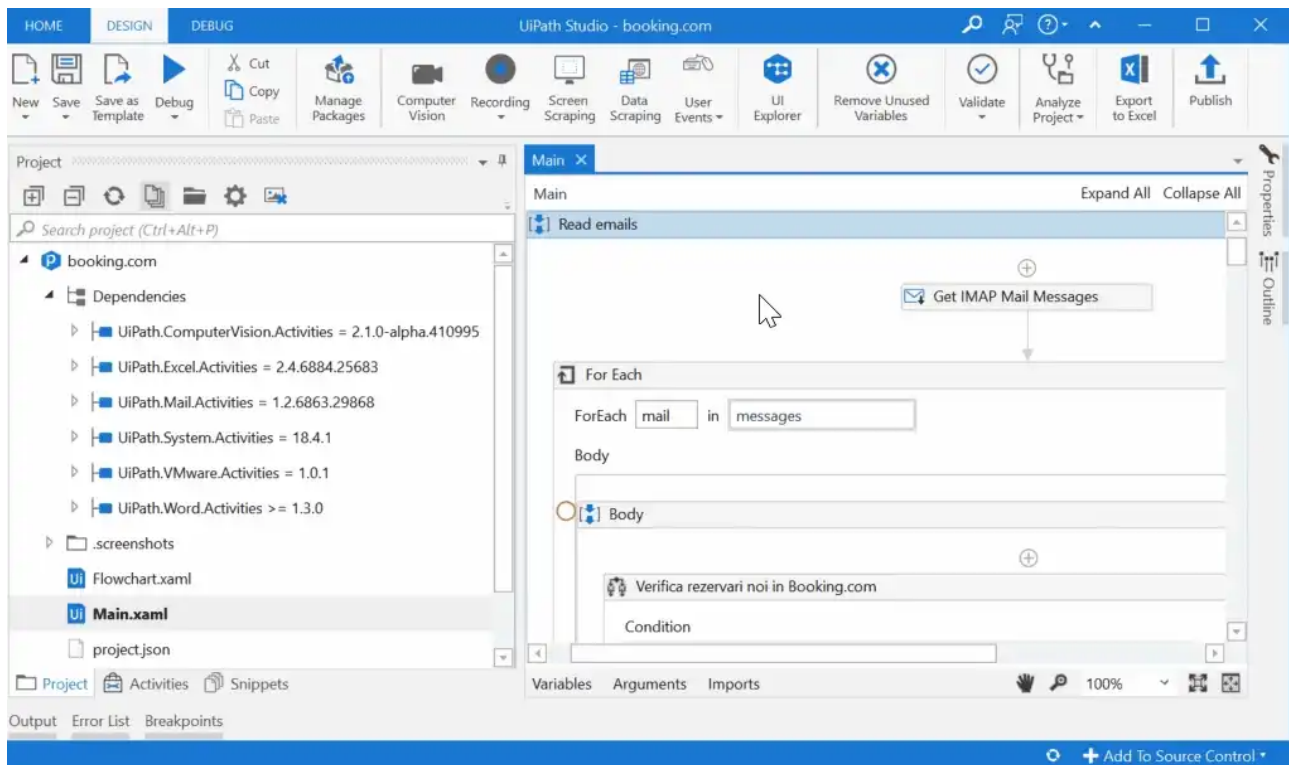 HOME DESIGN DEBUG UiPath Studio - booking.com
New Save Save as Template Debug Cut Copy Paste Manage Packages Computer Vision Recording Screen Scraping Data Scraping User Events UI Explorer Remove Unused Variables Validate Analyze Project Export to Excel Publish
Project
Search project (Ctrl+Alt+P)
booking.com
Dependencies
UiPath.ComputerVision.Activities = 2.1.0-alpha.410995
UiPath.Excel.Activities = 2.4.6884.25683
UiPath.Mail.Activities = 1.2.6863.29868
UiPath.System.Activities = 18.4.1
UiPath.VMware.Activities = 1.0.1
UiPath.Word.Activities >= 1.3.0
.screenshots
Flowchart.xaml
Main.xaml
project.json
Project Activities Snippets
Main
Main Expand All Collapse All
Read emails
Get IMAP Mail Messages
For Each
ForEach mail in messages
Body
Body
Verifica rezervari noi in Booking.com
Condition
Variables Arguments Imports 100%
Properties
Outline
Output Error List Breakpoints
Add To Source Control